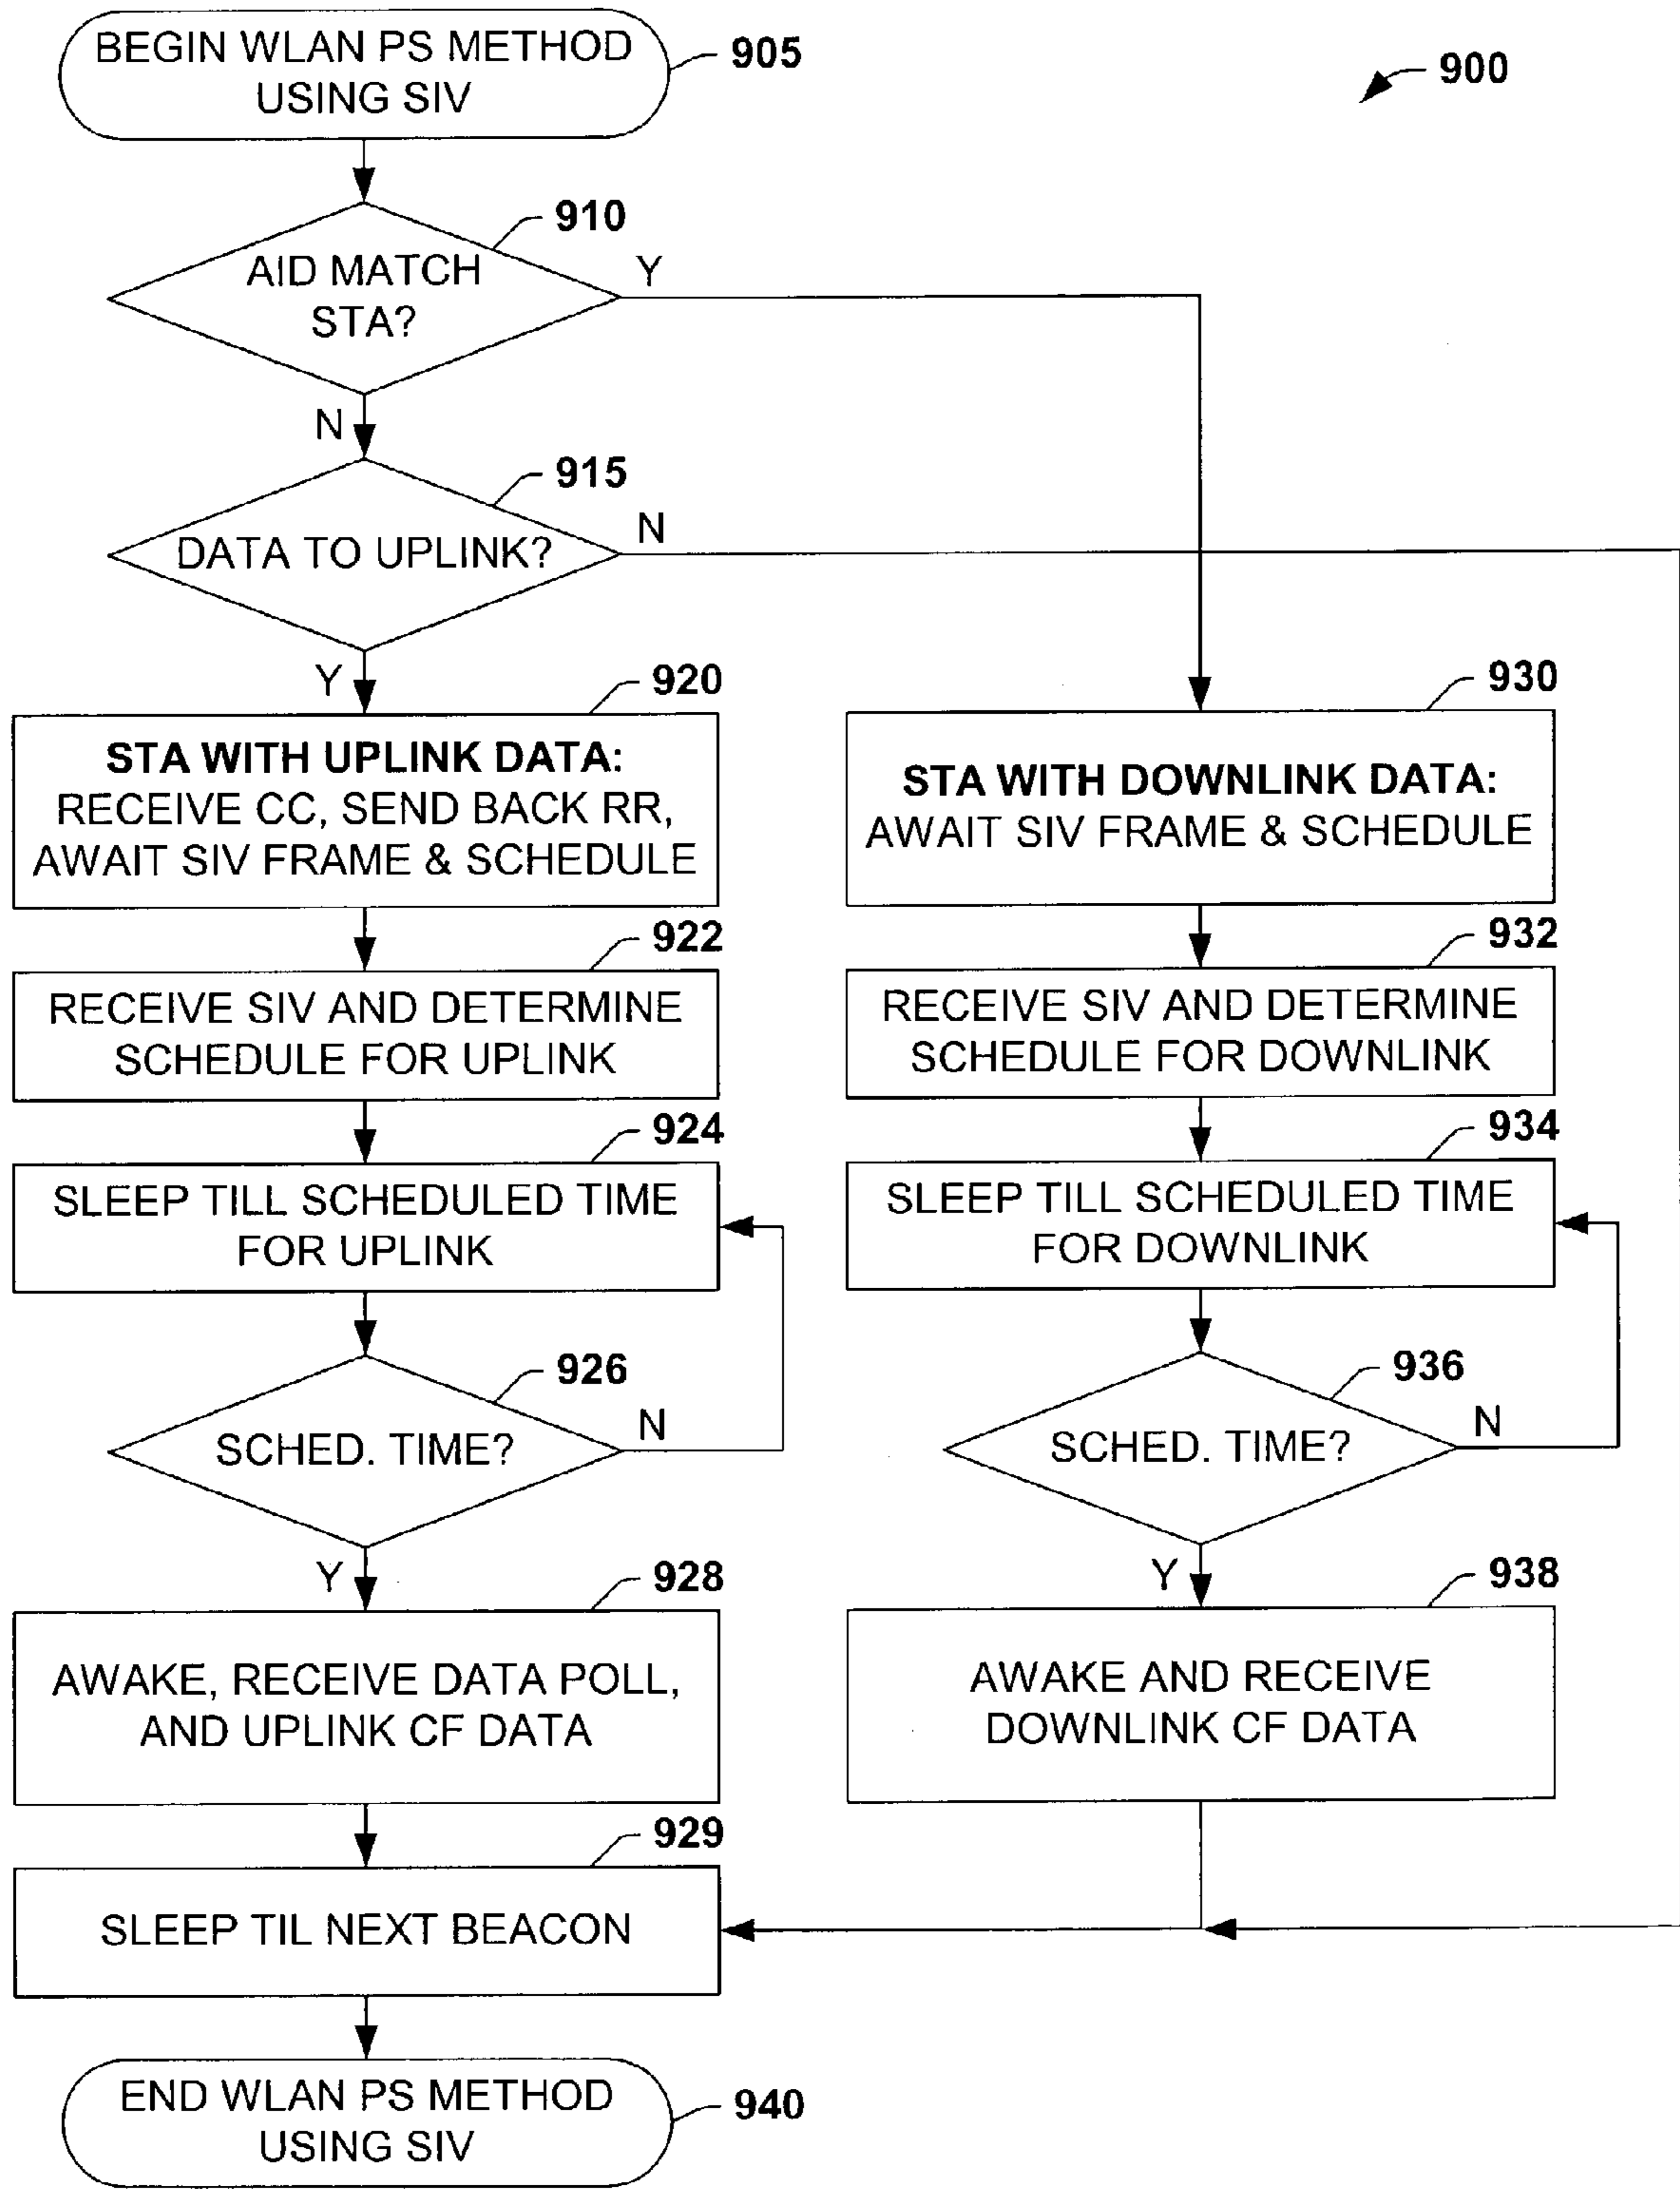 BEGIN WLAN PS METHOD
USING SIV
905
900
910
AID MATCH
STA?
Y
N
915
DATA TO UPLINK?
N
Y
920
STA WITH UPLINK DATA:
RECEIVE CC, SEND BACK RR,
AWAIT SIV FRAME & SCHEDULE
930
STA WITH DOWNLINK DATA:
AWAIT SIV FRAME & SCHEDULE
922
RECEIVE SIV AND DETERMINE
SCHEDULE FOR UPLINK
932
RECEIVE SIV AND DETERMINE
SCHEDULE FOR DOWNLINK
924
SLEEP TILL SCHEDULED TIME
FOR UPLINK
934
SLEEP TILL SCHEDULED TIME
FOR DOWNLINK
926
SCHED. TIME?
N
Y
936
SCHED. TIME?
N
Y
928
AWAKE, RECEIVE DATA POLL,
AND UPLINK CF DATA
938
AWAKE AND RECEIVE
DOWNLINK CF DATA
929
SLEEP TIL NEXT BEACON
END WLAN PS METHOD
USING SIV
940